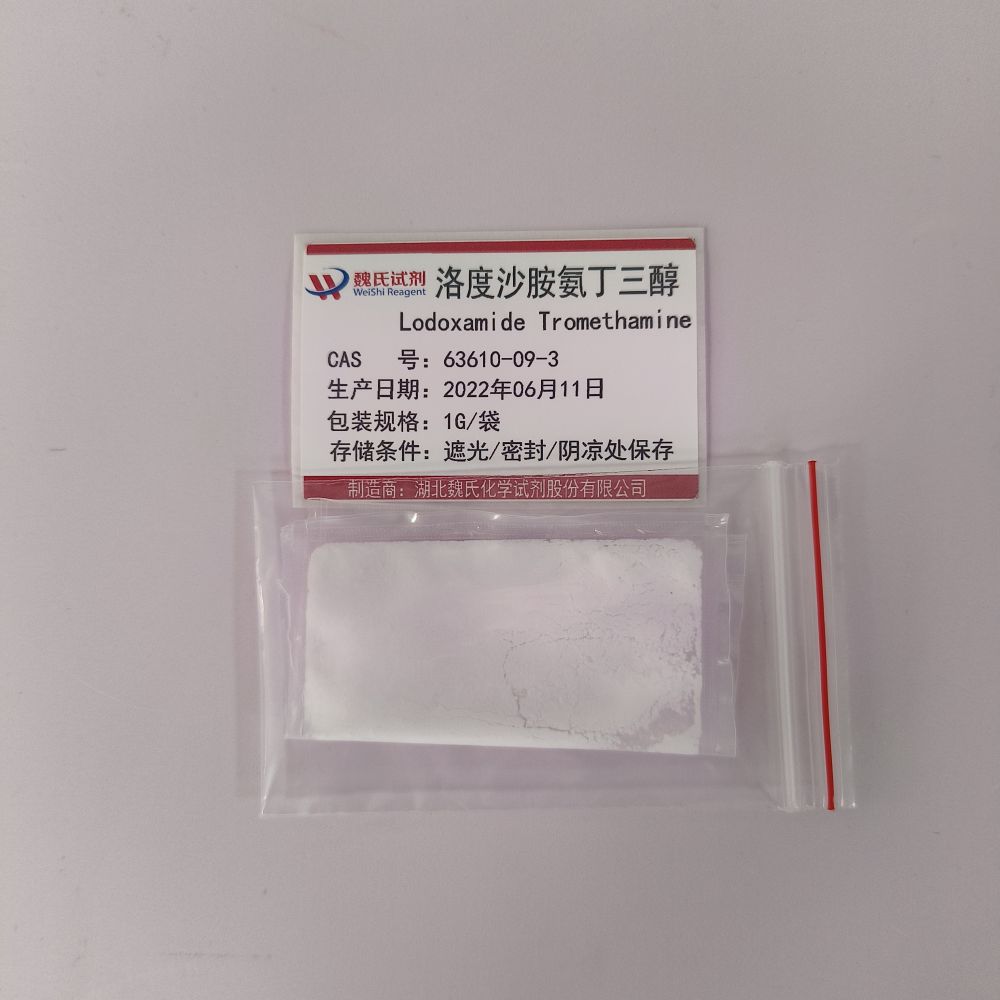 魏氏试剂
WeiShi Reagent
洛度沙胺氨丁三醇
Lodoxamide Tromethamine
CAS 号：63610-09-3
生产日期：2022年06月11日
包装规格：1G/袋
存储条件：遮光/密封/阴凉处保存
制造商：湖北魏氏化学试剂股份有限公司